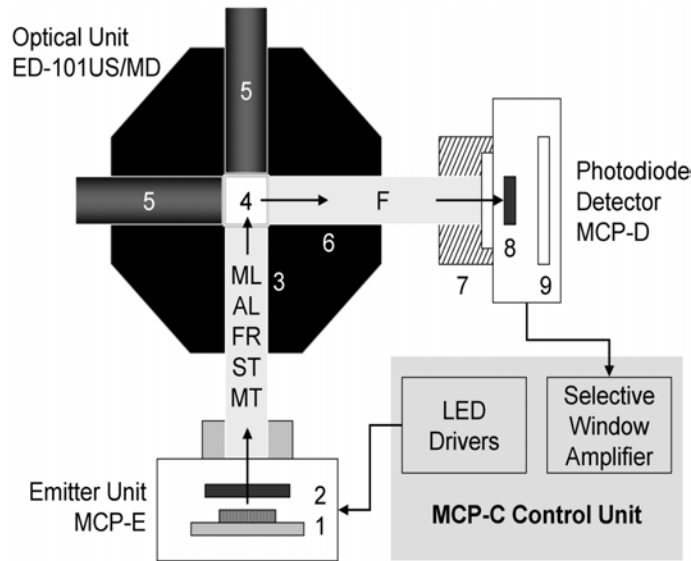 Optical Unit
ED-101US/MD
5
5
4
F
6
3
ML
AL
FR
ST
MT
7
8
9
Photodiode
Detector
MCP-D
LED
Drivers
Selective
Window
Amplifier
MCP-C Control Unit
Emitter Unit
MCP-E
2
1